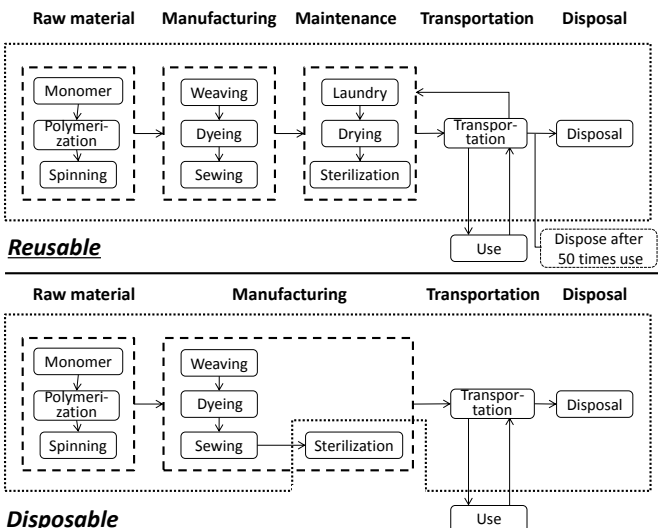 Raw material Manufacturing Maintenance Transportation Disposal
Monomer
Polymeri-
zation
Spinning
Weaving
Dyeing
Sewing
Laundry
Drying
Sterilization
Transpor-
tation
Disposal
Use
Dispose after
50 times use
Reusable
Raw material Manufacturing Transportation Disposal
Monomer
Polymeri-
zation
Spinning
Weaving
Dyeing
Sewing
Sterilization
Transpor-
tation
Disposal
Use
Disposable